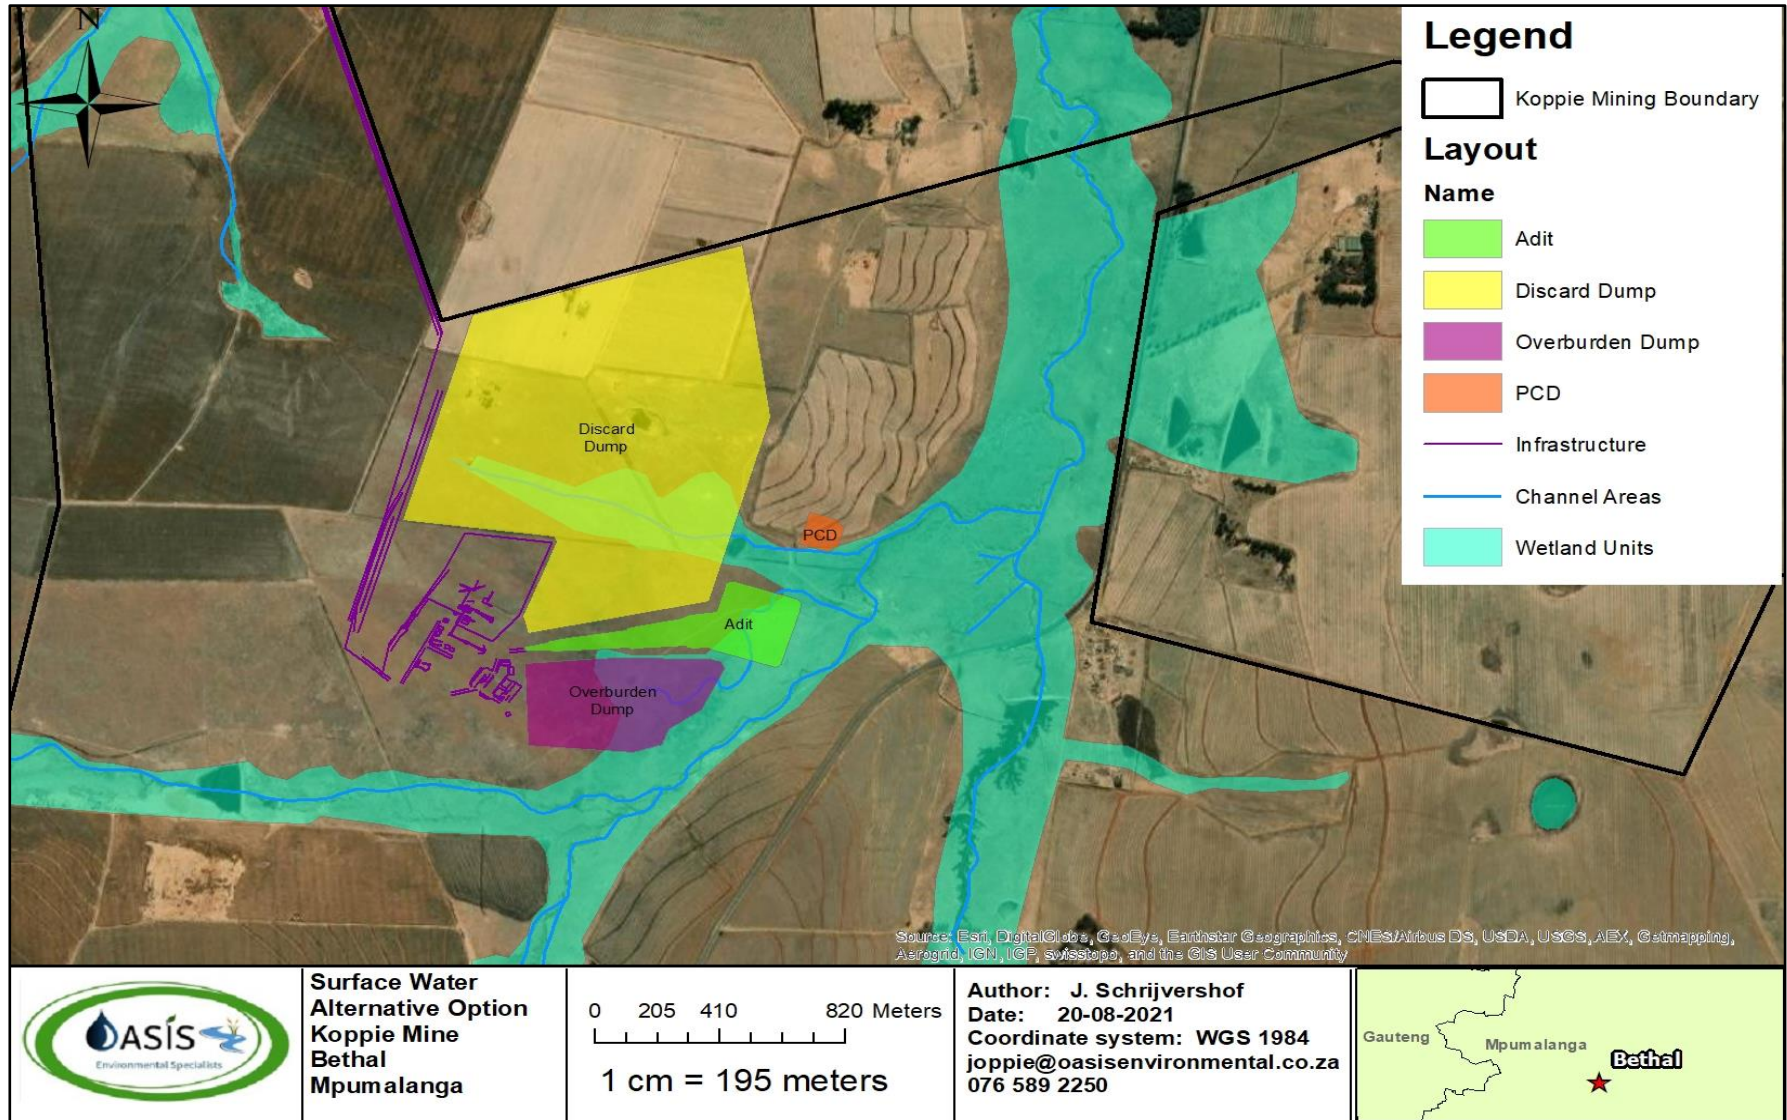 N
Legend
Koppie Mining Boundary
Layout
Name
Adit
Discard Dump
Overburden Dump
PCD
Infrastructure
Channel Areas
Wetland Units
Discard
Dump
PCD
Adit
Overburden
Dump
Source: Esri, DigitalGlobe, GeoEye, Earthstar Geographics, CNES/Airbus DS, USDA, USGS, AEX, Getmapping,
Aerogrid, IGN, IGP, swisstopo, and the GIS User Community
OASIS
Environmental Specialists
Surface Water
Alternative Option
Koppie Mine
Bethal
Mpumalanga
0 205 410 820 Meters
1 cm = 195 meters
Author: J. Schrijvershof
Date: 20-08-2021
Coordinate system: WGS 1984
joppie@oasisenvironmental.co.za
076 589 2250
Gauteng
Mpumalanga
Bethal